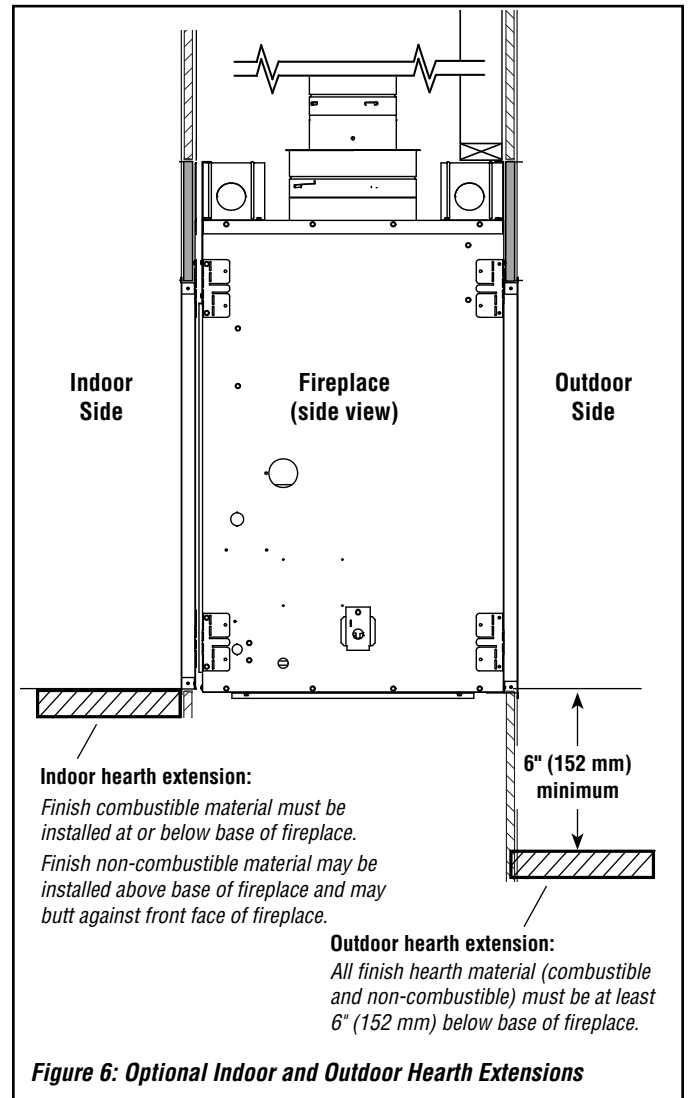 Indoor
Side
Fireplace
(side view)
Outdoor
Side
6" (152 mm)
minimum
Indoor hearth extension:
Finish combustible material must be
installed at or below base of fireplace.
Finish non-combustible material may be
installed above base of fireplace and may
butt against front face of fireplace.
Outdoor hearth extension:
All finish hearth material (combustible
and non-combustible) must be at least
6" (152 mm) below base of fireplace.
Figure 6: Optional Indoor and Outdoor Hearth Extensions